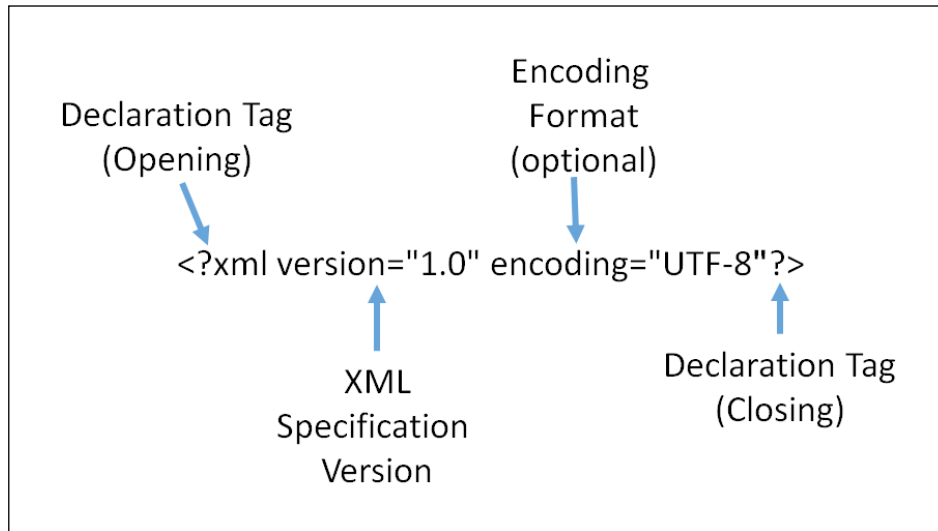 Declaration Tag
(Opening)
Encoding
Format
(optional)
<?xml version="1.0" encoding="UTF-8"?>
XML
Specification
Version
Declaration Tag
(Closing)